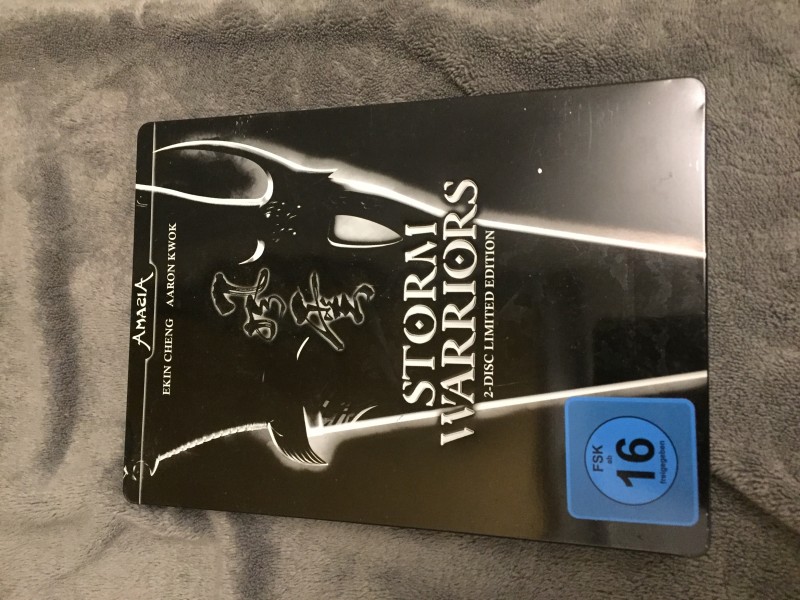 AMASIA
EKIN CHENG   AARON KWOK
STORM
WARRIORS
2-DISC LIMITED EDITION
FSK
ab
16
freigegeben